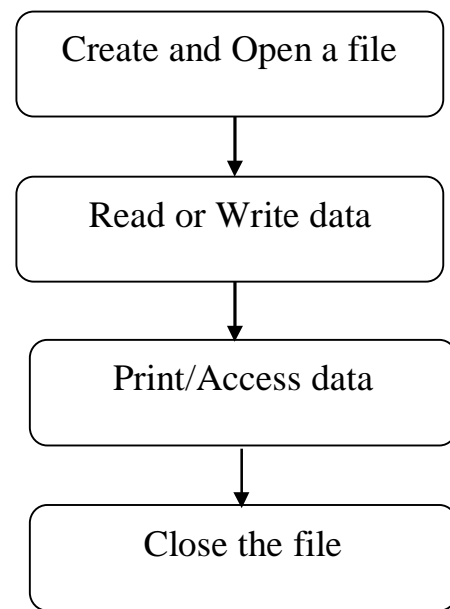 Create and Open a file
Read or Write data
Print/Access data
Close the file